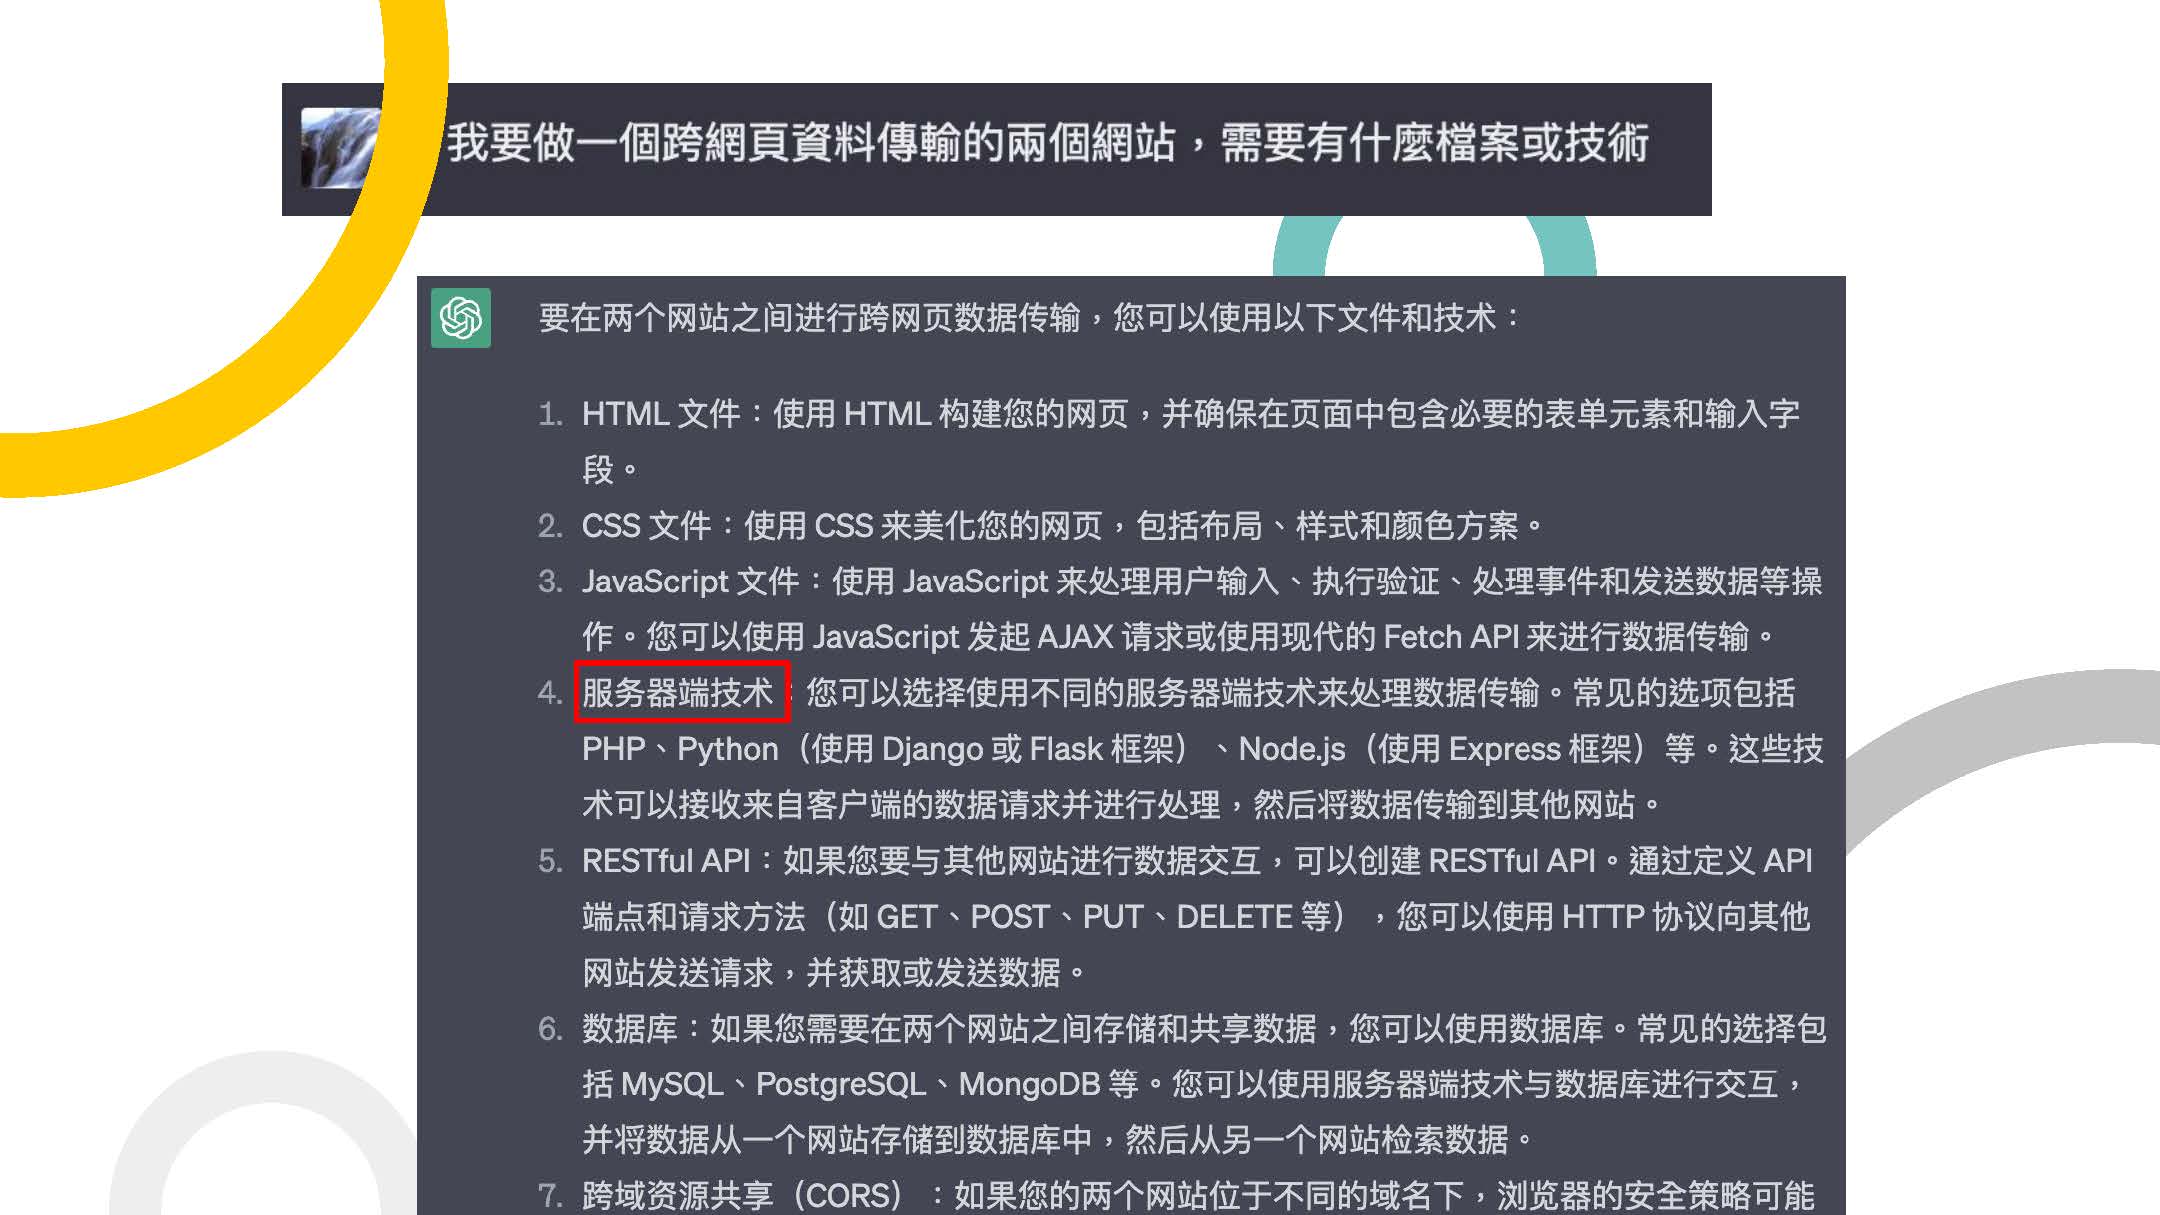 我要做一個跨網頁資料傳輸的兩個網站，需要有什麼檔案或技術
要在两个网站之间进行跨网页数据传输，您可以使用以下文件和技术：
1. HTML 文件：使用 HTML 构建您的网页，并确保在页面中包含必要的表单元素和输入字
段。
2. CSS 文件：使用 CSS 来美化您的网页，包括布局、样式和颜色方案。
3. JavaScript 文件：使用 JavaScript 来处理用户输入、执行验证、处理事件和发送数据等操
作。您可以使用 JavaScript 发起 AJAX 请求或使用现代的 Fetch API 来进行数据传输。
4. 服务器端技术：您可以选择使用不同的服务器端技术来处理数据传输。常见的选项包括
PHP、Python（使用 Django 或 Flask 框架）、Node.js（使用 Express 框架）等。这些技
术可以接收来自客户端的数据请求并进行处理，然后将数据传输到其他网站。
5. RESTful API：如果您要与其他网站进行数据交互，可以创建 RESTful API。通过定义 API
端点和请求方法（如 GET、POST、PUT、DELETE 等），您可以使用 HTTP 协议向其他
网站发送请求，并获取或发送数据。
6. 数据库：如果您需要在两个网站之间存储和共享数据，您可以使用数据库。常见的选择包
括 MySQL、PostgreSQL、MongoDB 等。您可以使用服务器端技术与数据库进行交互，
并将数据从一个网站存储到数据库中，然后从另一个网站检索数据。
7. 跨域资源共享（CORS）：如果您的两个网站位于不同的域名下，浏览器的安全策略可能